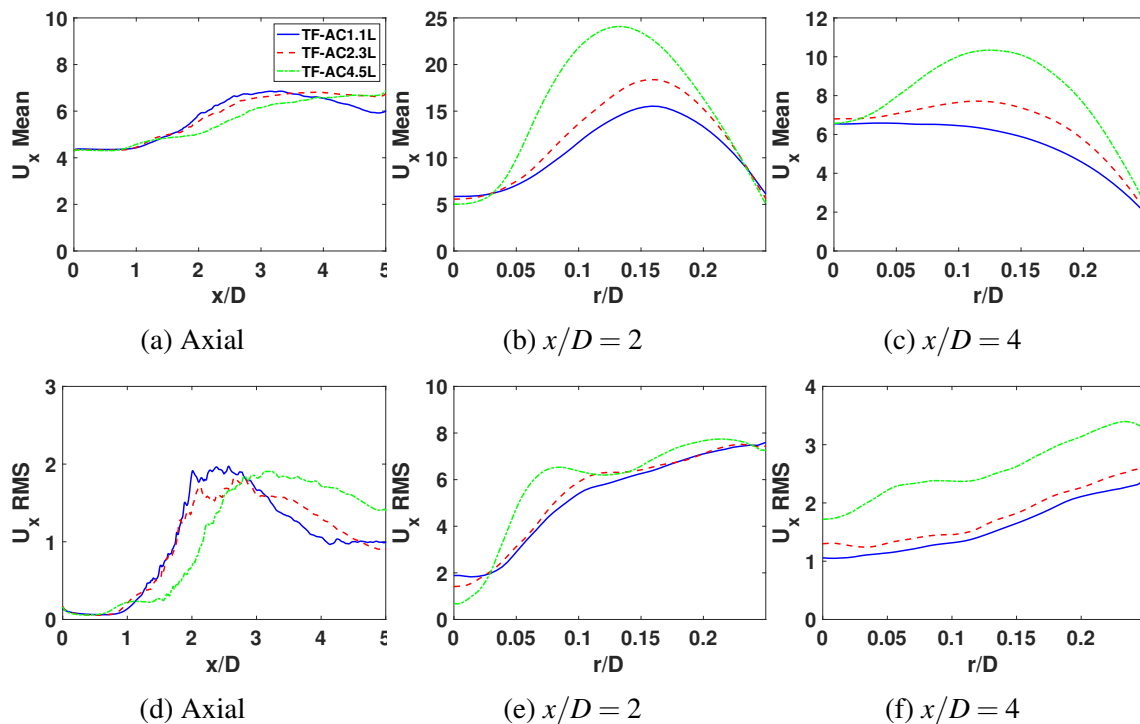 10
8
6
4
2
0
U_x Mean
0 1 2 3 4 5
x/D
TF-AC1.1L
TF-AC2.3L
TF-AC4.5L
(a) Axial
25
20
15
10
5
0
U_x Mean
0 0.05 0.1 0.15 0.2
r/D
(b) x/D = 2
12
10
8
6
4
2
0
U_x Mean
0 0.05 0.1 0.15 0.2
r/D
(c) x/D = 4
3
2
1
0
U_x RMS
0 1 2 3 4 5
x/D
(d) Axial
10
8
6
4
2
0
U_x RMS
0 0.05 0.1 0.15 0.2
r/D
(e) x/D = 2
4
3
2
1
0
U_x RMS
0 0.05 0.1 0.15 0.2
r/D
(f) x/D = 4